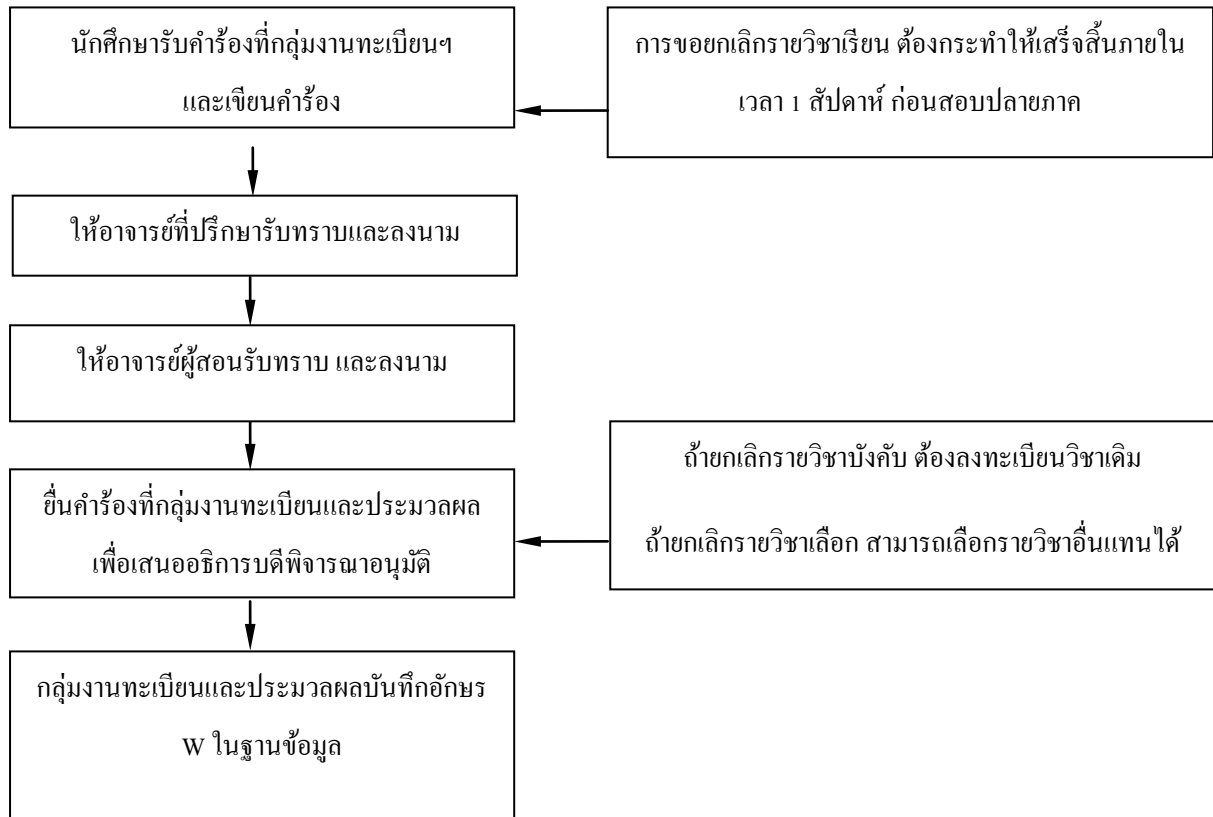 นักศึกษารับคำร้องที่กลุ่มงานทะเบียนฯ
และเขียนคำร้อง
การขอยกเลิกรายวิชาเรียน ต้องกระทำให้เสร็จสิ้นภายใน
เวลา 1 สัปดาห์ ก่อนสอบปลายภาค
ให้อาจารย์ที่ปรึกษารับทราบและลงนาม
ให้อาจารย์ผู้สอนรับทราบ และลงนาม
ยื่นคำร้องที่กลุ่มงานทะเบียนและประมวลผล
เพื่อเสนออธิการบดีพิจารณาอนุมัติ
ถ้ายกเลิกรายวิชาบังคับ ต้องลงทะเบียนวิชาเดิม
ถ้ายกเลิกรายวิชาเลือก สามารถเลือกรายวิชาอื่นแทนได้
กลุ่มงานทะเบียนและประมวลผลบันทึกอักษร
W ในฐานข้อมูล